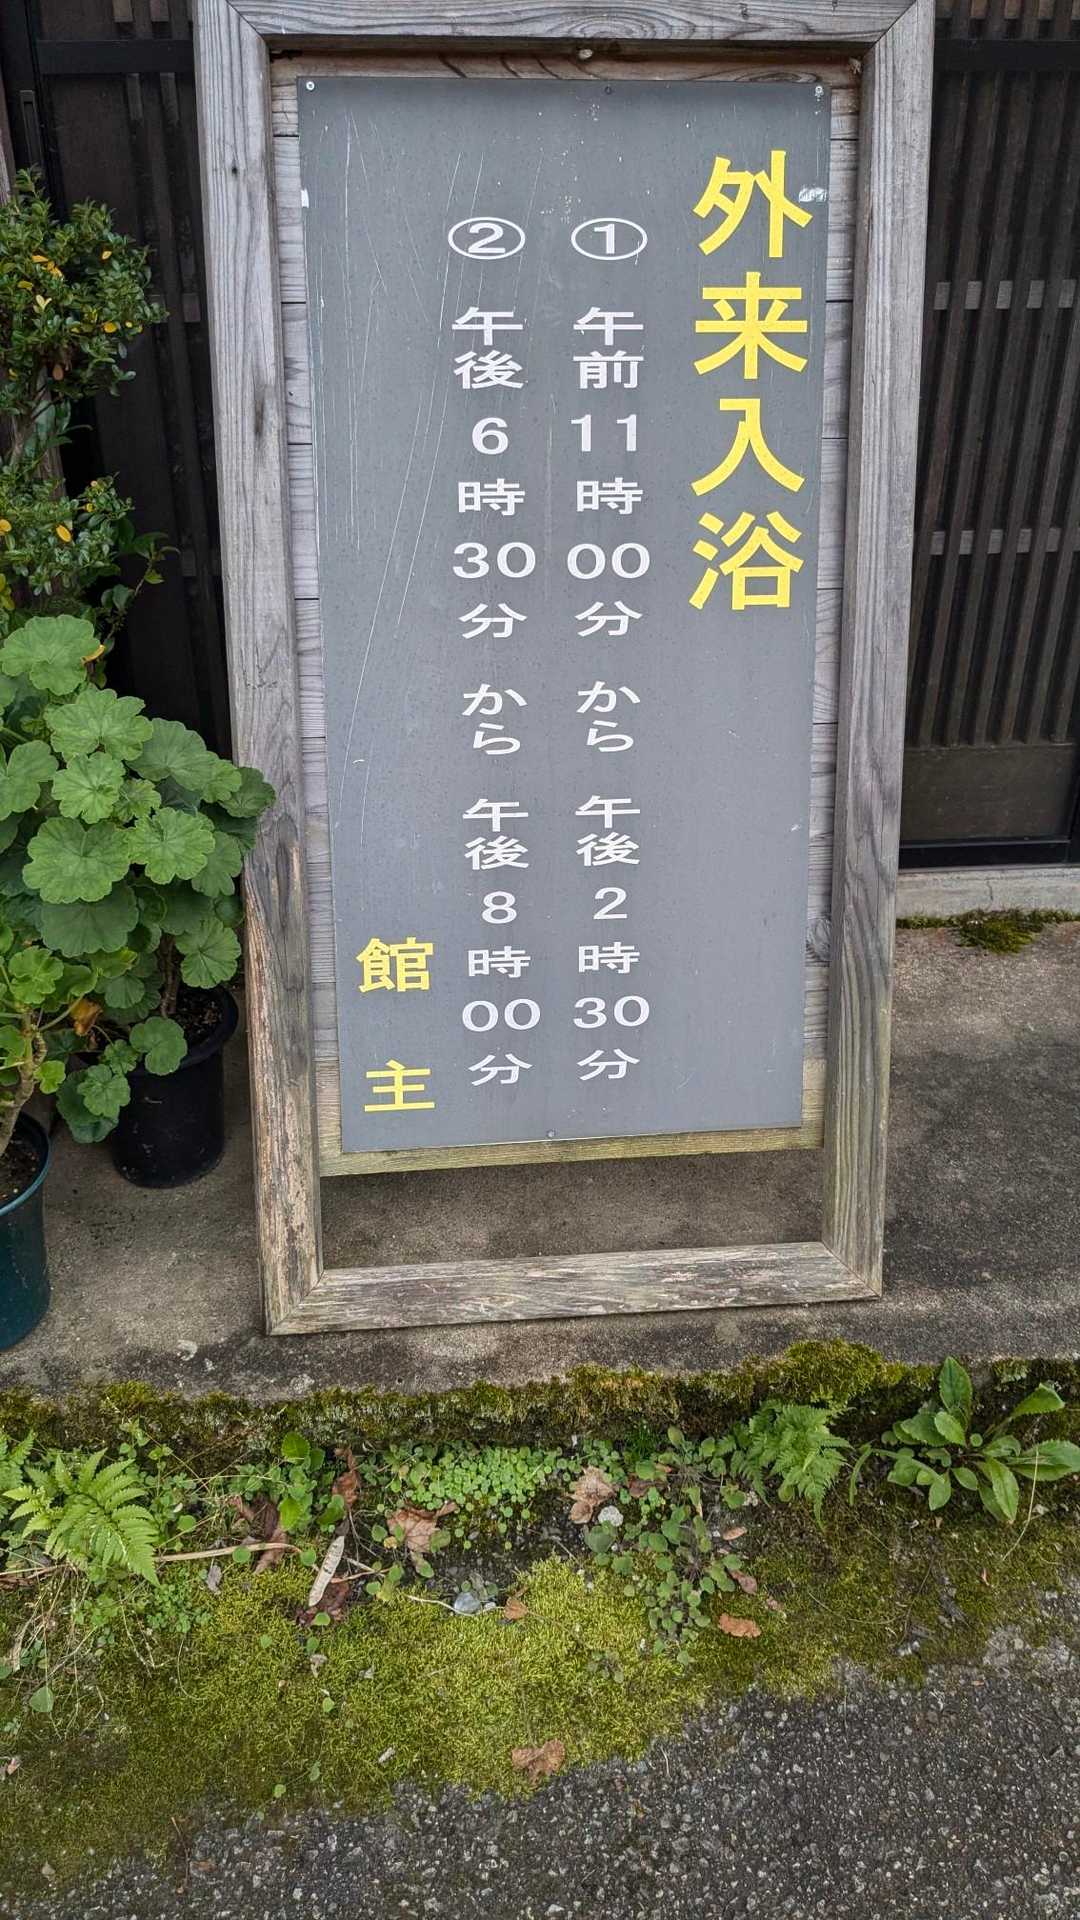 外来入浴
① 午前11時00分 から 午後2時30分
② 午後6時30分 から 午後8時00分
館主